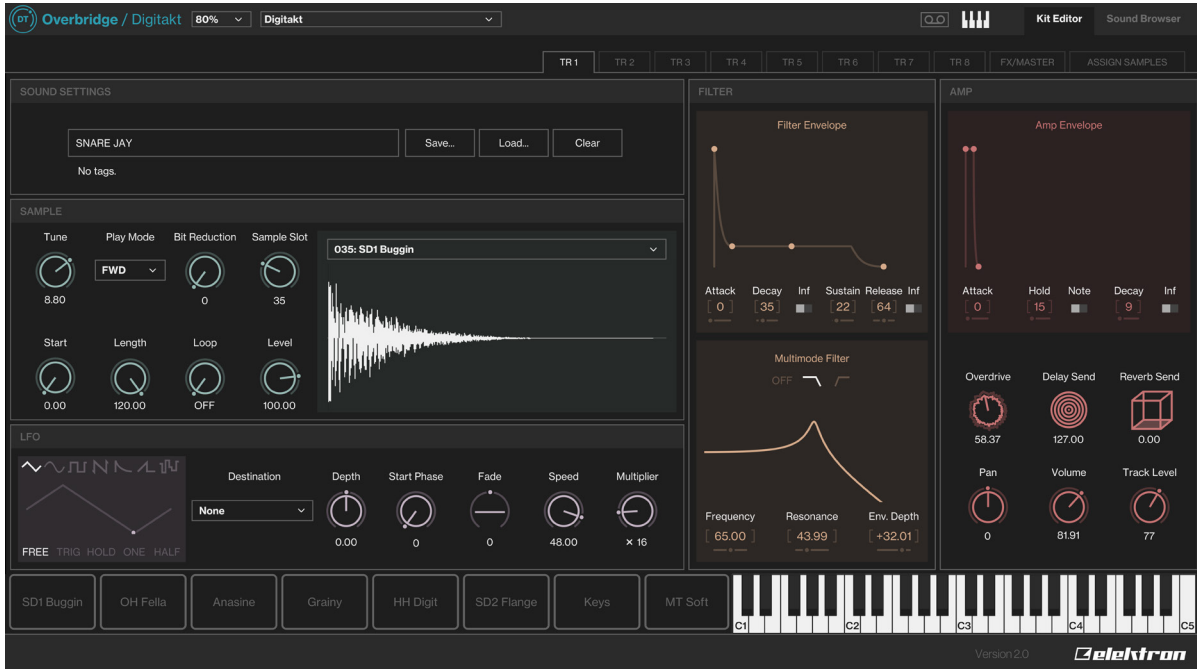 DT Overbridge / Digitakt 80% Digitakt Kit Editor Sound Browser
TR 1 TR 2 TR 3 TR 4 TR 5 TR 6 TR 7 TR 8 FX/MASTER ASSIGN SAMPLES
SOUND SETTINGS
SNARE JAY Save... Load... Clear
No tags.
SAMPLE
Tune Play Mode Bit Reduction Sample Slot
FWD
8.80 0 35
035: SD1 Buggin
Start Length Loop Level
0.00 120.00 OFF 100.00
LFO
FREE TRIG HOLD ONE HALF
Destination Depth Start Phase Fade Speed Multiplier
None
0.00 0 0 48.00 × 16
FILTER
Filter Envelope
Attack Decay Inf Sustain Release Inf
[ 0 ] [ 35 ] [ 22 ] [ 64 ]
Multimode Filter
OFF
Frequency Resonance Env. Depth
[ 65.00 ] [ 43.99 ] [ +32.01 ]
AMP
Amp Envelope
Attack Hold Note Decay Inf
[ 0 ] [ 15 ] [ 9 ]
Overdrive Delay Send Reverb Send
58.37 127.00 0.00
Pan Volume Track Level
0 81.91 77
SD1 Buggin OH Fella Anasine Grainy HH Digit SD2 Flange Keys MT Soft
C1 C2 C3 C4 C5
Version 2.0 elektron